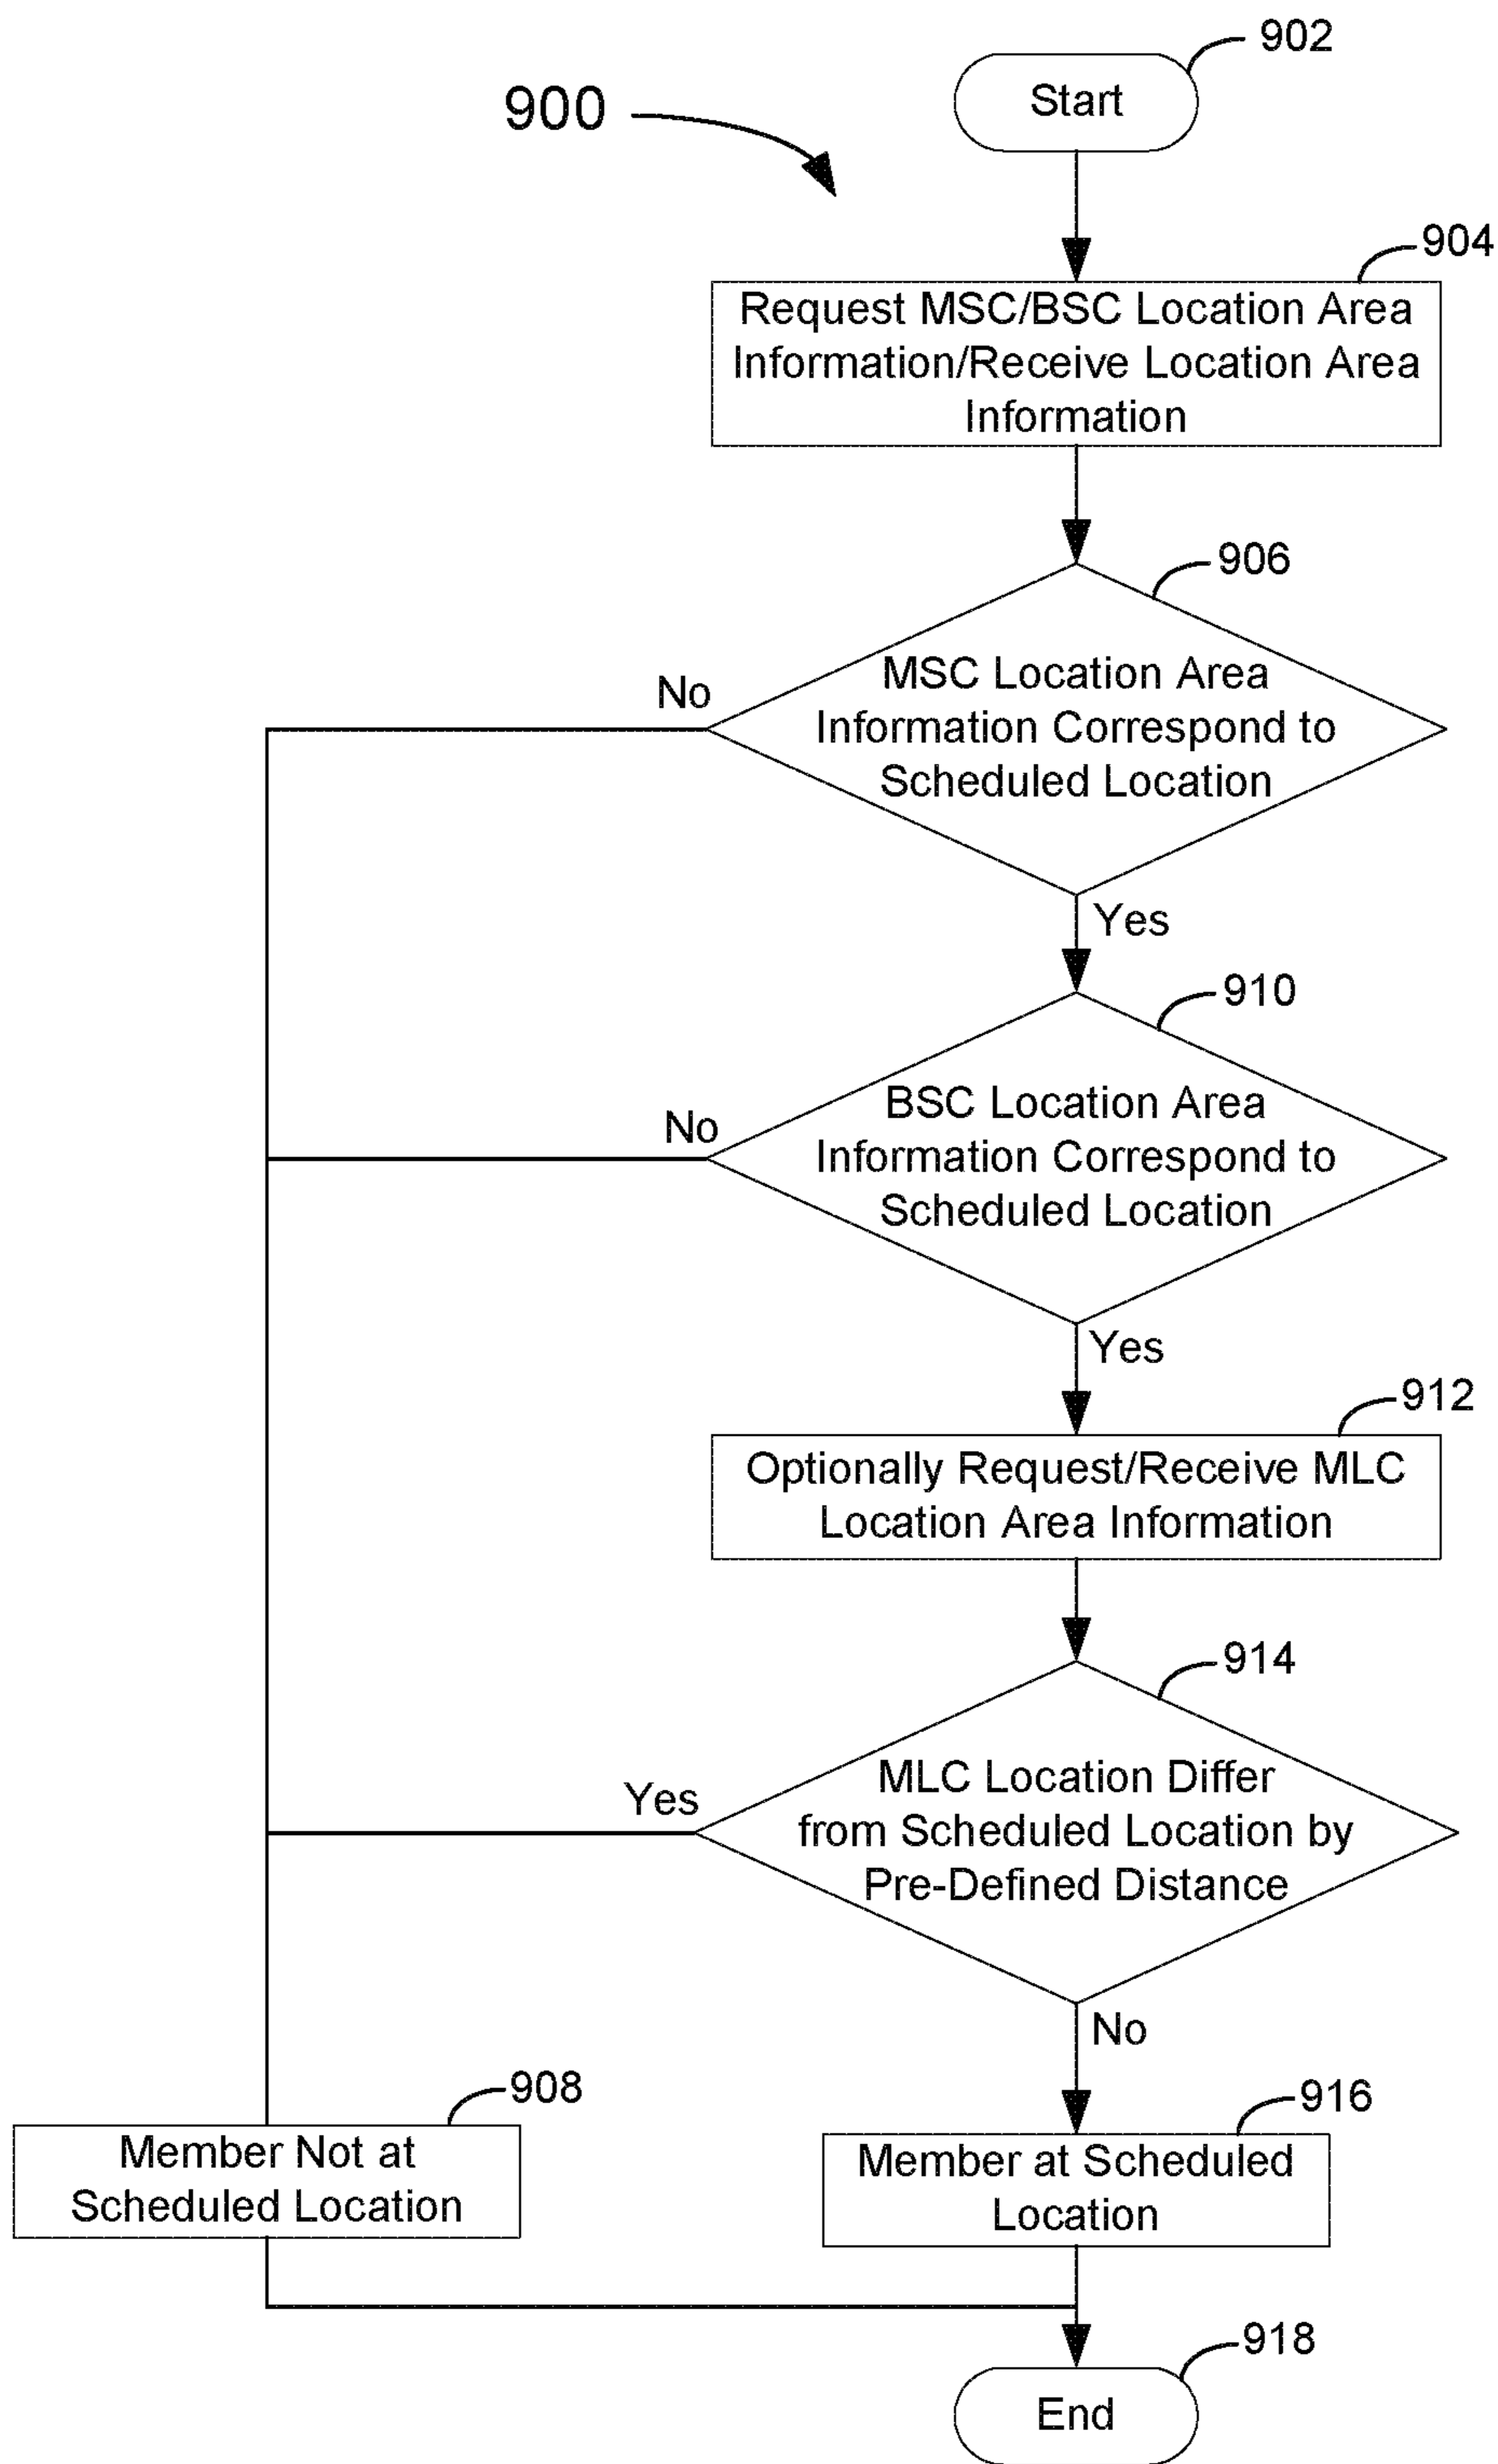 902
Start
900
904
Request MSC/BSC Location Area
Information/Receive Location Area
Information
906
MSC Location Area
Information Correspond to
Scheduled Location
No
Yes
910
BSC Location Area
Information Correspond to
Scheduled Location
No
Yes
912
Optionally Request/Receive MLC
Location Area Information
914
MLC Location Differ
from Scheduled Location by
Pre-Defined Distance
Yes
No
908
Member Not at
Scheduled Location
916
Member at Scheduled
Location
918
End